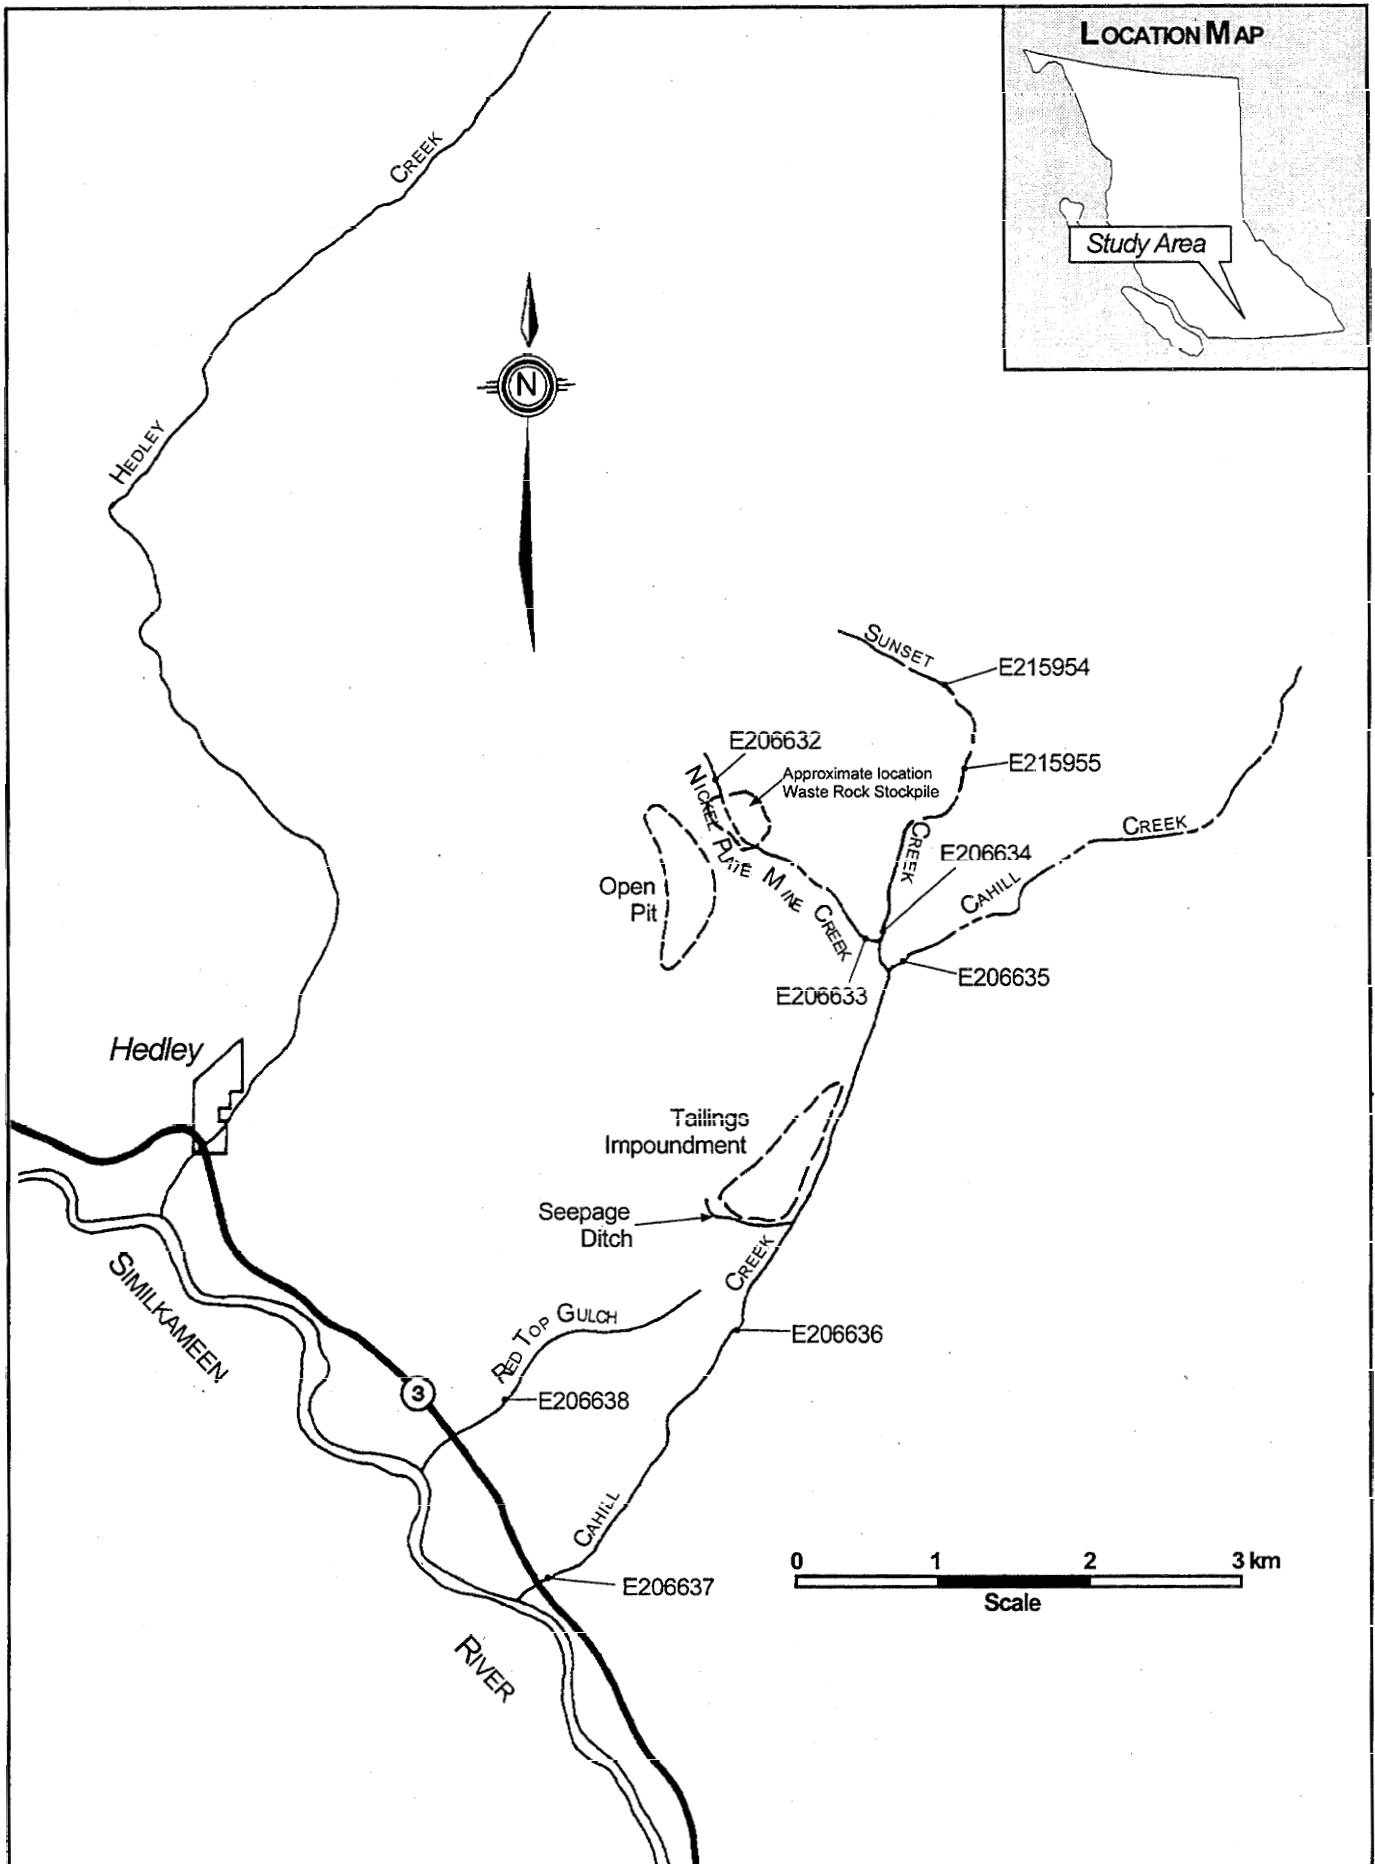 LOCATION MAP
Study Area
CREEK
HEDLEY
N
SUNSET
E215954
E206632
E215955
Approximate location
Waste Rock Stockpile
NICKEL PLATE MINE CREEK
CREEK
CREEK
E206634
CAHILL
Open
Pit
E206633
E206635
Hedley
Tailings
Impoundment
Seepage
Ditch
CREEK
SIMILKAMEEN
RED TOP GULCH
E206636
3
E206638
CAHILL
0 1 2 3 km
Scale
E206637
RIVER